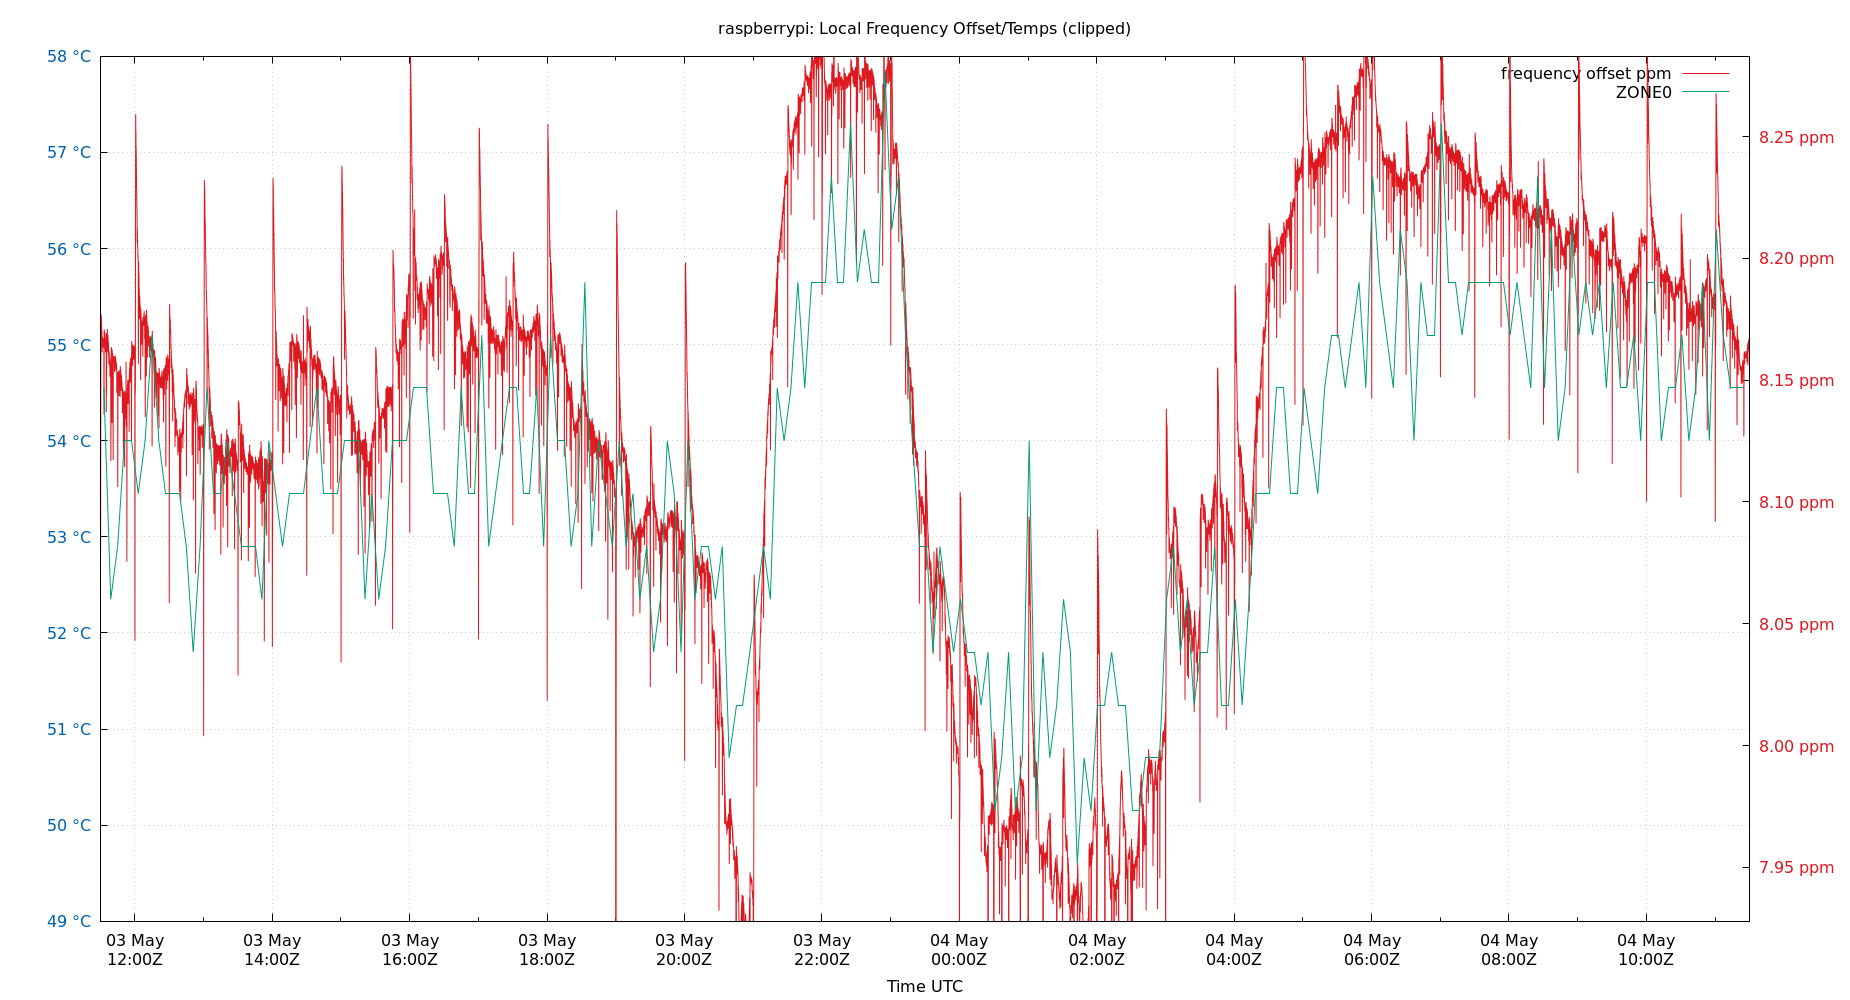 raspberrypi: Local Frequency Offset/Temps (clipped)
58 °C
57 °C
56 °C
55 °C
54 °C
53 °C
52 °C
51 °C
50 °C
49 °C
frequency offset ppm
ZONE0
8.25 ppm
8.20 ppm
8.15 ppm
8.10 ppm
8.05 ppm
8.00 ppm
7.95 ppm
03 May 03 May 03 May 03 May 03 May 03 May 04 May 04 May 04 May 04 May 04 May 04 May
12:00Z 14:00Z 16:00Z 18:00Z 20:00Z 22:00Z 00:00Z 02:00Z 04:00Z 06:00Z 08:00Z 10:00Z
Time UTC